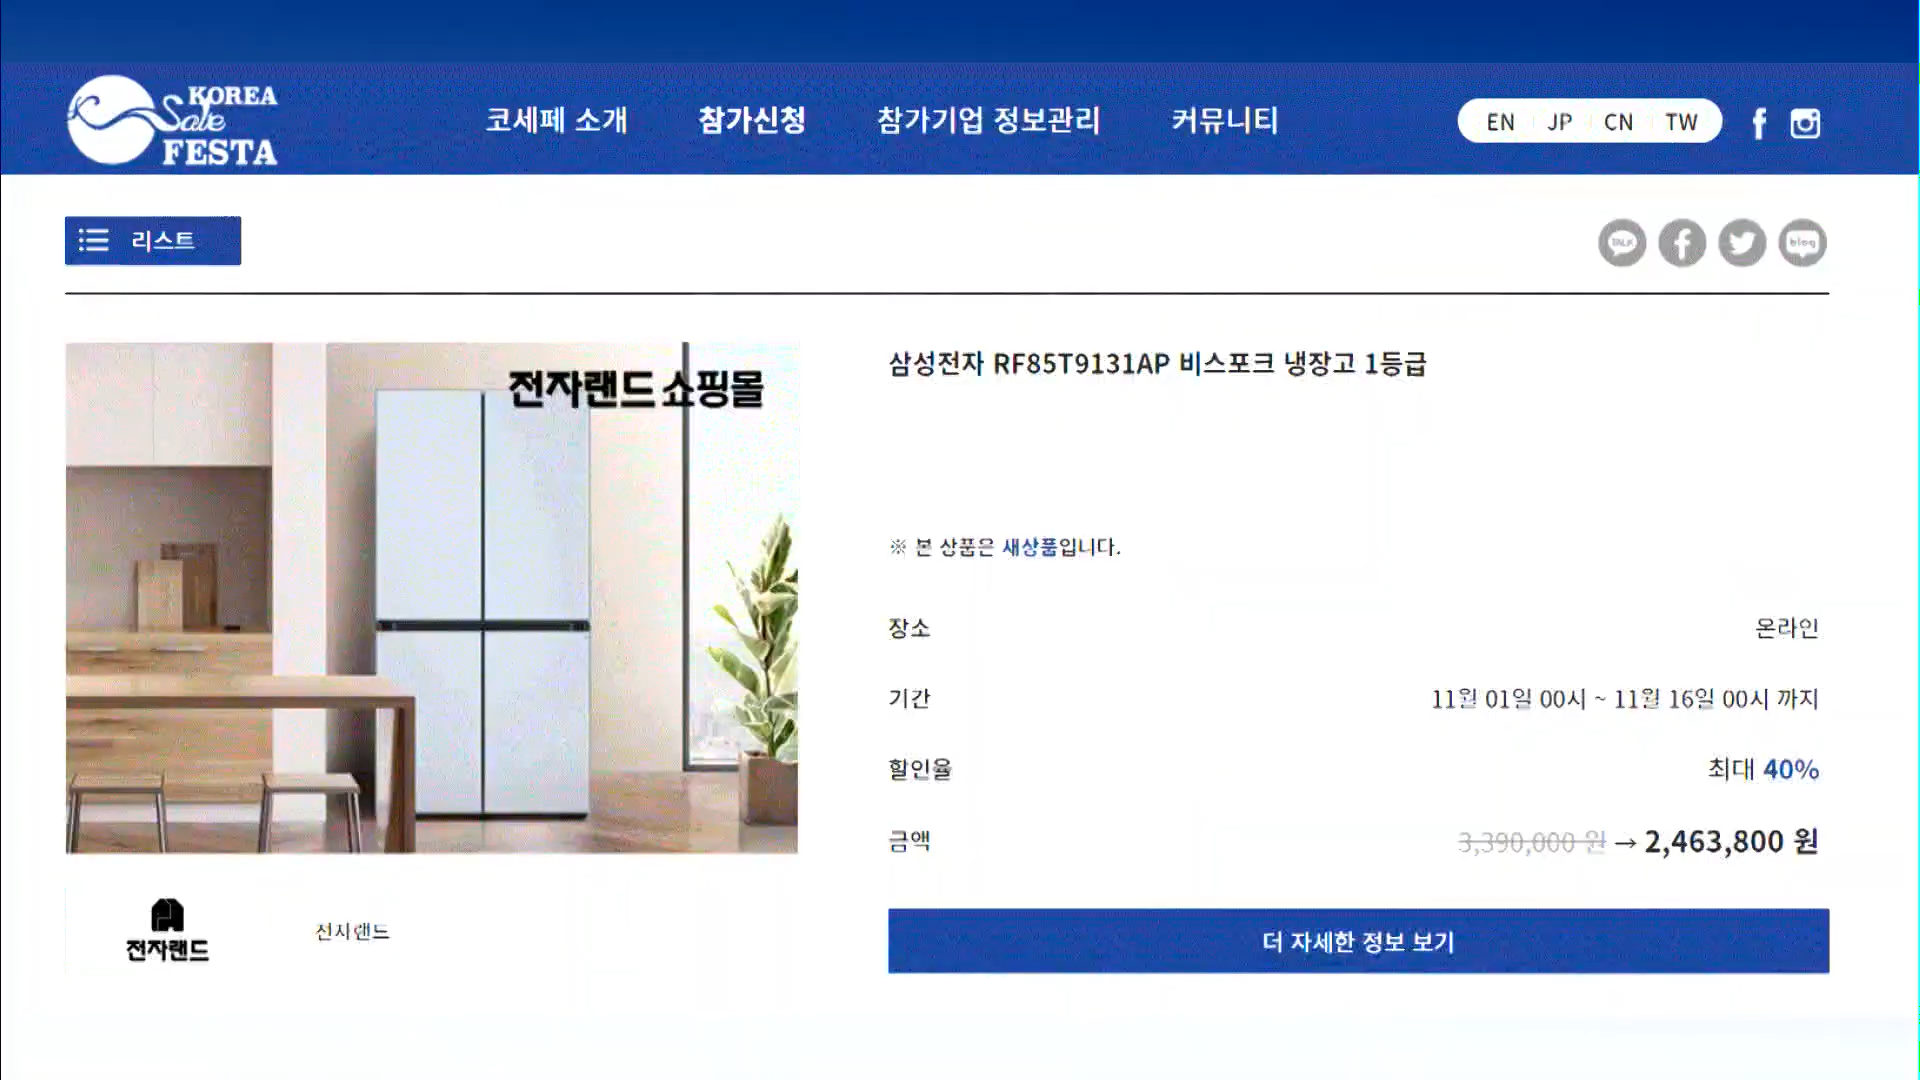 KOREA
Sale
FESTA
코세페 소개
참가신청
참가기업 정보관리
커뮤니티
EN
JP
CN
TW
리스트
TALK
blog
전자랜드 쇼핑몰
삼성전자 RF85T9131AP 비스포크 냉장고 1등급
※ 본 상품은 새상품입니다.
장소
온라인
기간
11월 01일 00시 ~ 11월 16일 00시 까지
할인율
최대 40%
금액
3,390,000 원 → 2,463,800 원
전자랜드
전자랜드
더 자세한 정보 보기